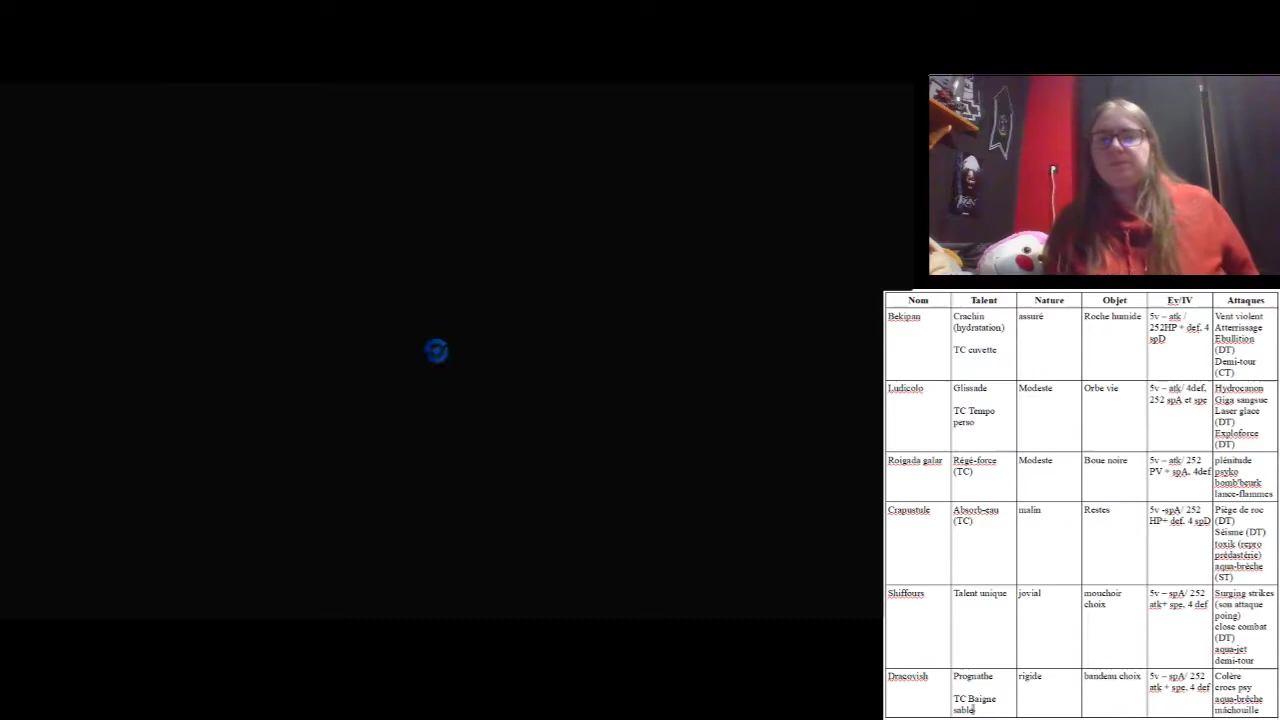 Nom Talent Nature Objet Ev/IV Attaques
Bekipan
Crachin
(hydratation)
TC cuvette
assuré
Roche humide
5v – atk /
252HP + def, 4
spD
Vent violent
Atterrissage
Ebullition
(DT)
Demi-tour
(CT)
Ludicolo
Glissade
TC Tempo
perso
Modeste
Orbe vie
5v – atk/ 4def,
252 spA et spe
Hydrocanon
Giga sangsue
Laser glace
(DT)
Exploforce
(DT)
Roigada galar
Régé-force
(TC)
Modeste
Boue noire
5v – atk/ 252
PV + spA, 4def
plénitude
psyko
bomb'beurk
lance-flammes
Crapustule
Absorb-eau
(TC)
malin
Restes
5v -spA/ 252
HP+ def, 4 spD
Piège de roc
(DT)
Séisme (DT)
toxik (repro
prédastérie)
aqua-brèche
(ST)
Shiffours
Talent unique
jovial
mouchoir
choix
5v – spA/ 252
atk+ spe, 4 def
Surging strikes
(son attaque
poing)
close combat
(DT)
aqua-jet
demi-tour
Dracovish
Prognathe
TC Baigne
sable
rigide
bandeau choix
5v – spA/ 252
atk + spe, 4 def
Colère
crocs psy
aqua-brêche
mâchouille